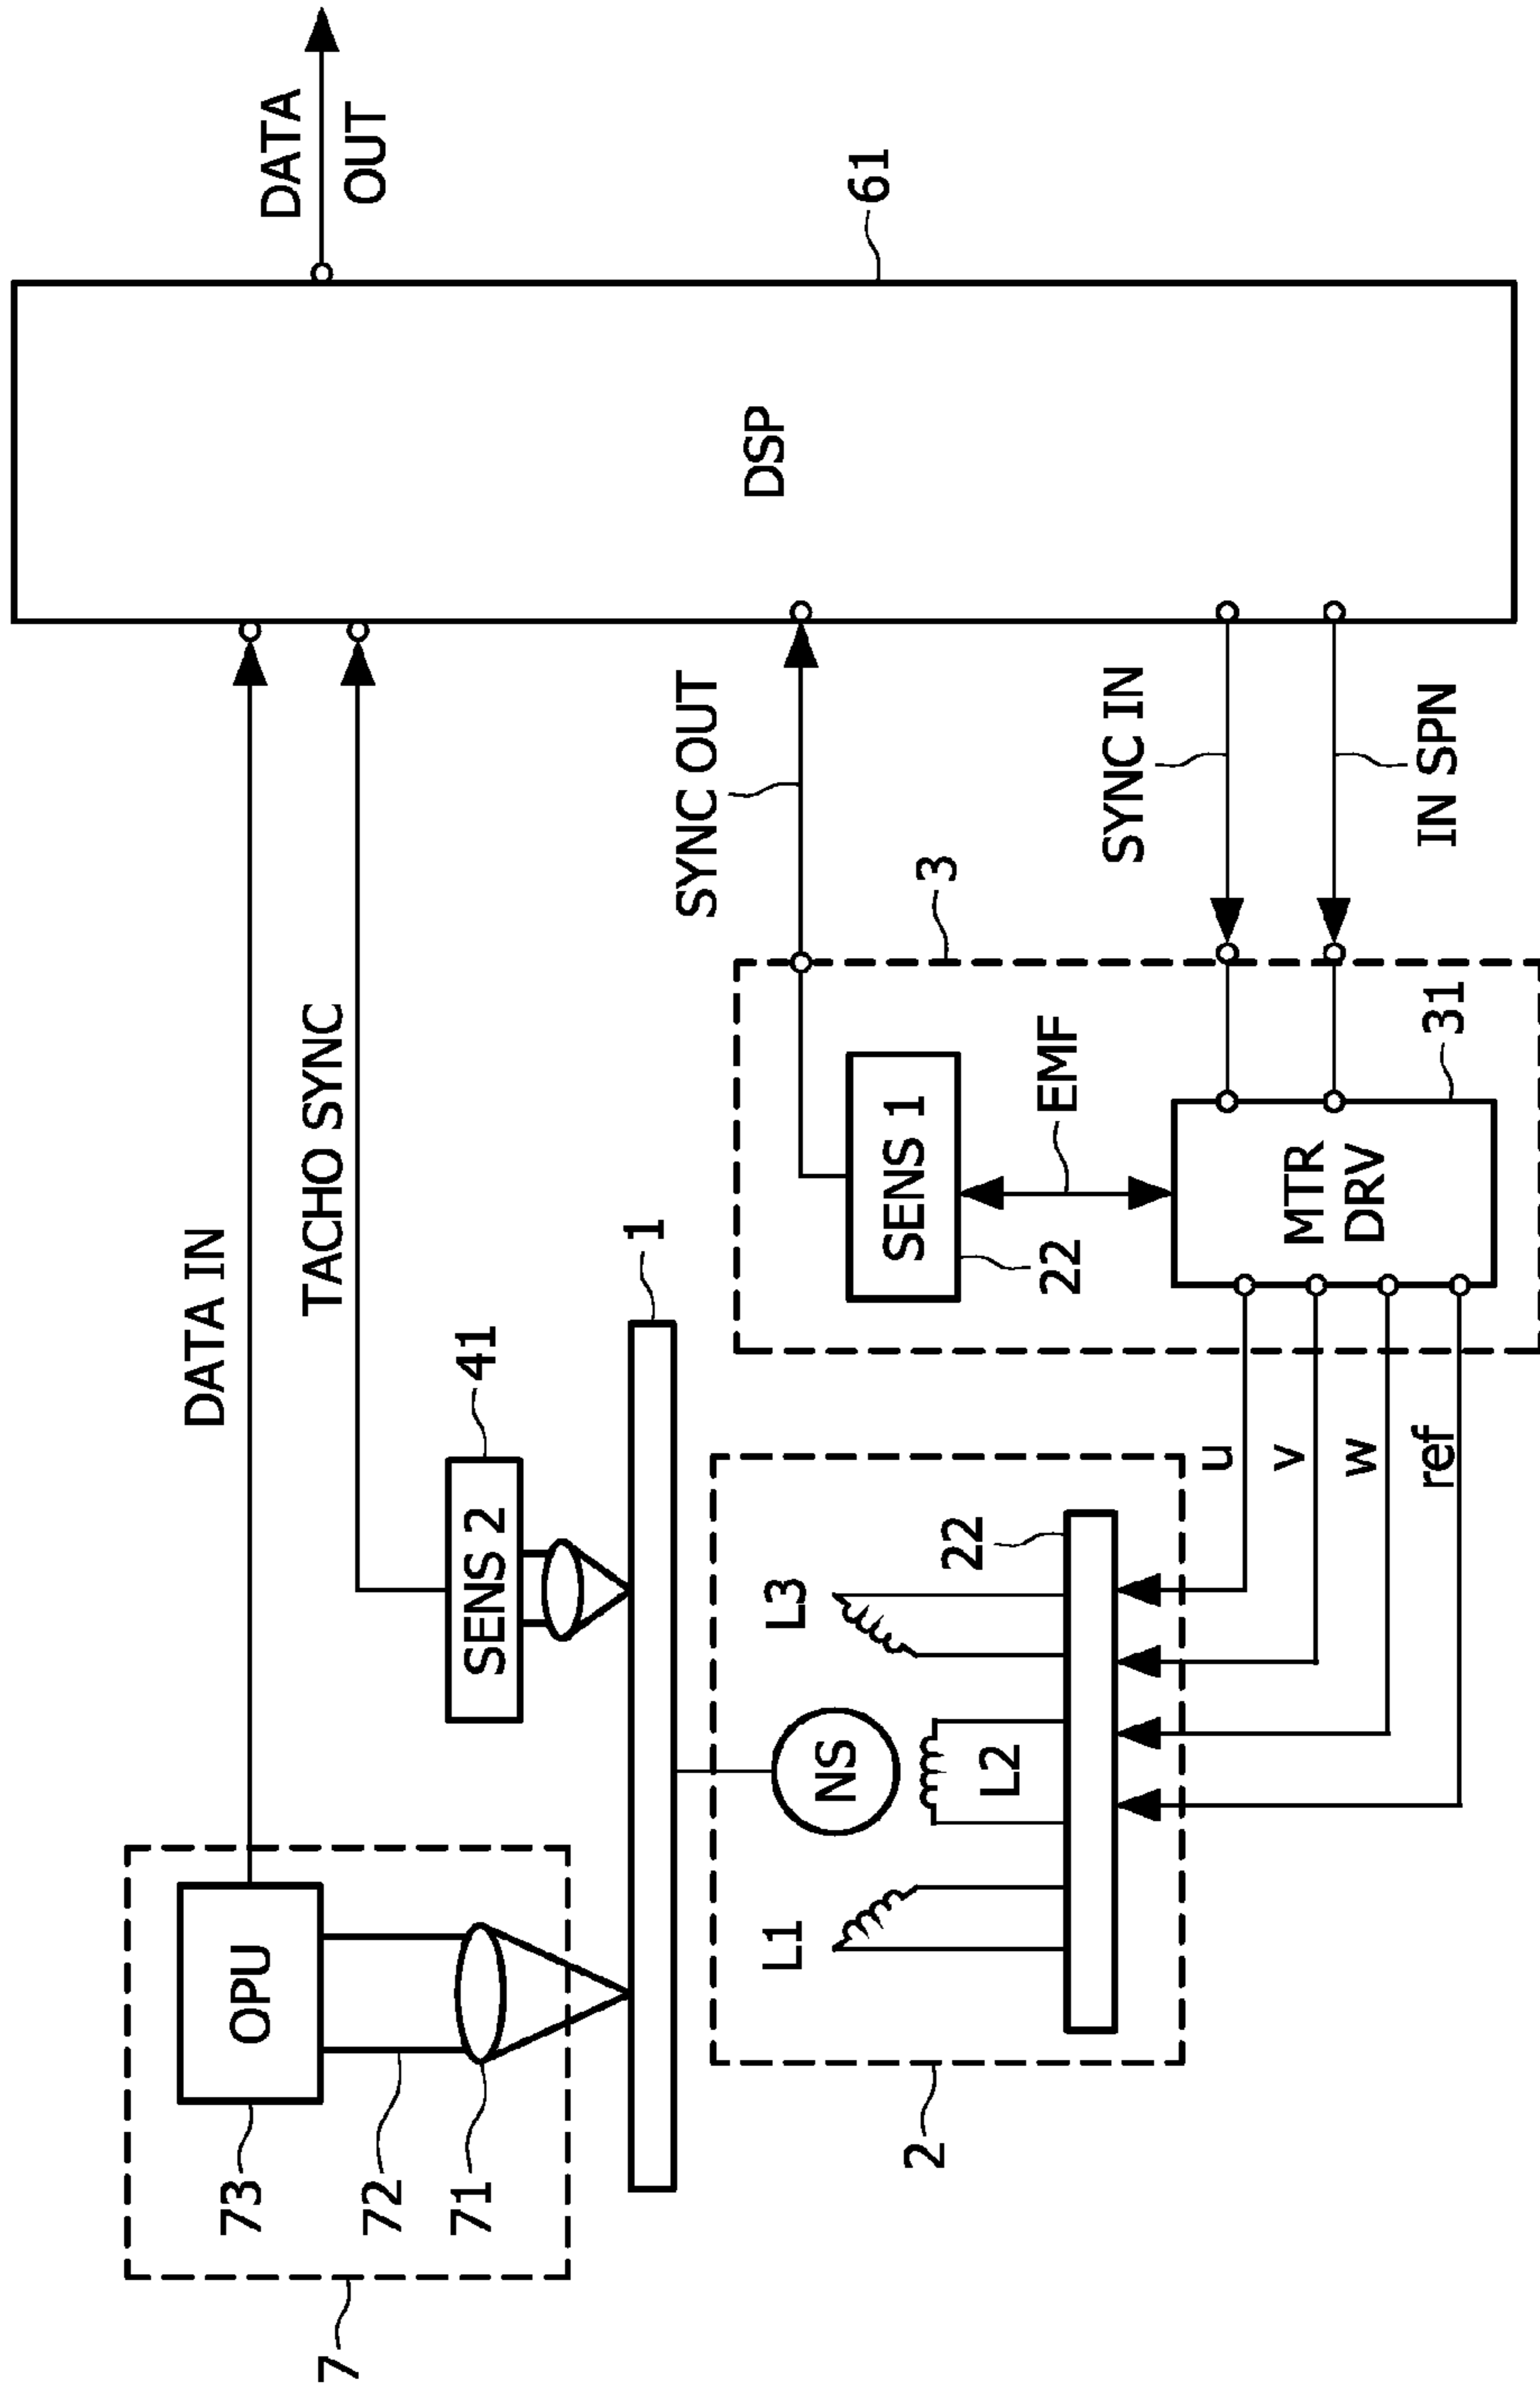 DATA
OUT
DATA IN
TACHO SYNC
61
DSP
7
73
OPU
72
71
SENS 2
41
1
SYNC OUT
3
SENS 1
22
EMF
SYNC IN
IN SPN
31
MTR
DRV
2
L1
NS
L2
L3
22
u
v
w
ref